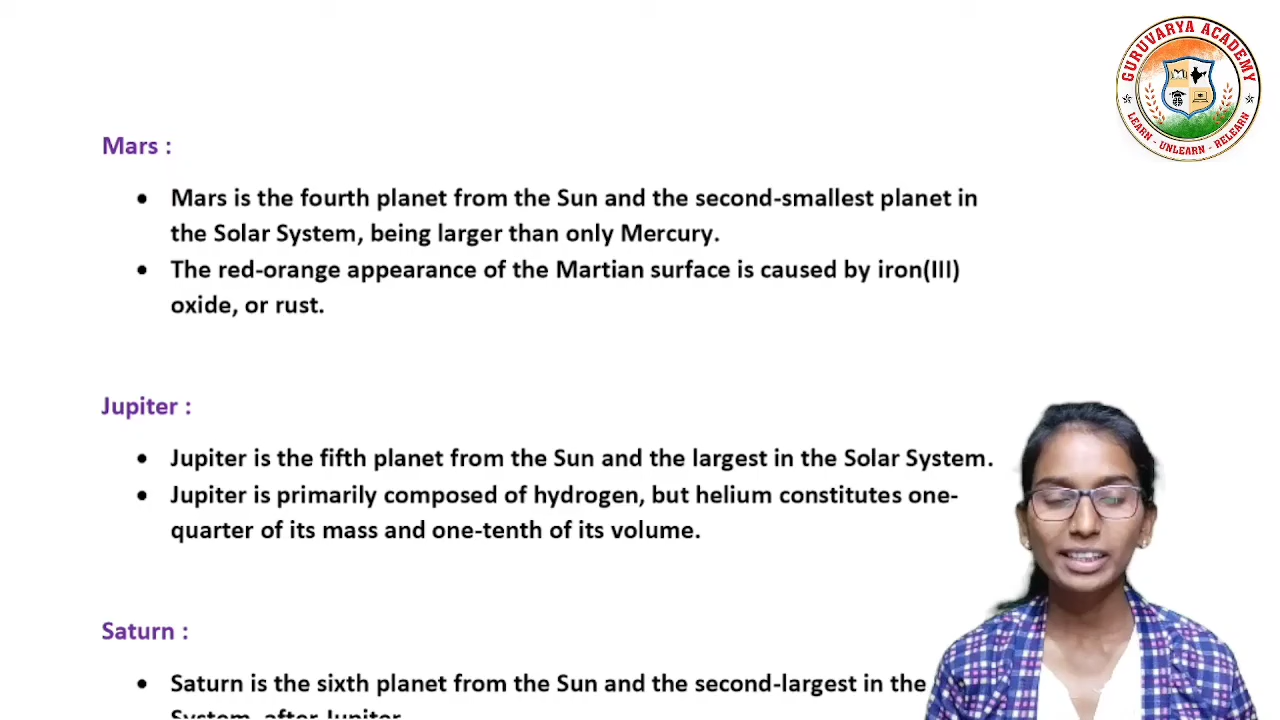 GURUVARYA ACADEMY
LEARN - UNLEARN - RELEARN
Mars :
• Mars is the fourth planet from the Sun and the second-smallest planet in
the Solar System, being larger than only Mercury.
• The red-orange appearance of the Martian surface is caused by iron(III)
oxide, or rust.
Jupiter :
• Jupiter is the fifth planet from the Sun and the largest in the Solar System.
• Jupiter is primarily composed of hydrogen, but helium constitutes one-
quarter of its mass and one-tenth of its volume.
Saturn :
• Saturn is the sixth planet from the Sun and the second-largest in the
System, after Jupiter